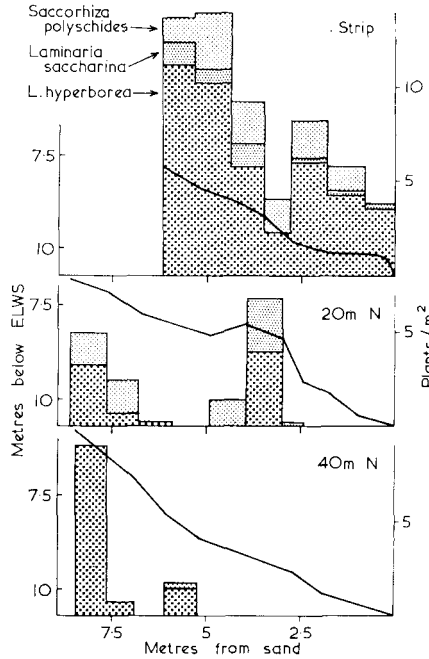 Saccorhiza
polyschides
Laminaria
saccharina
L. hyperborea
Strip
10
7·5
5
10
20m N
7·5
5
10
40m N
7·5
5
10
Metres below ELWS
Plants/m²
7·5 5 2·5
Metres from sand